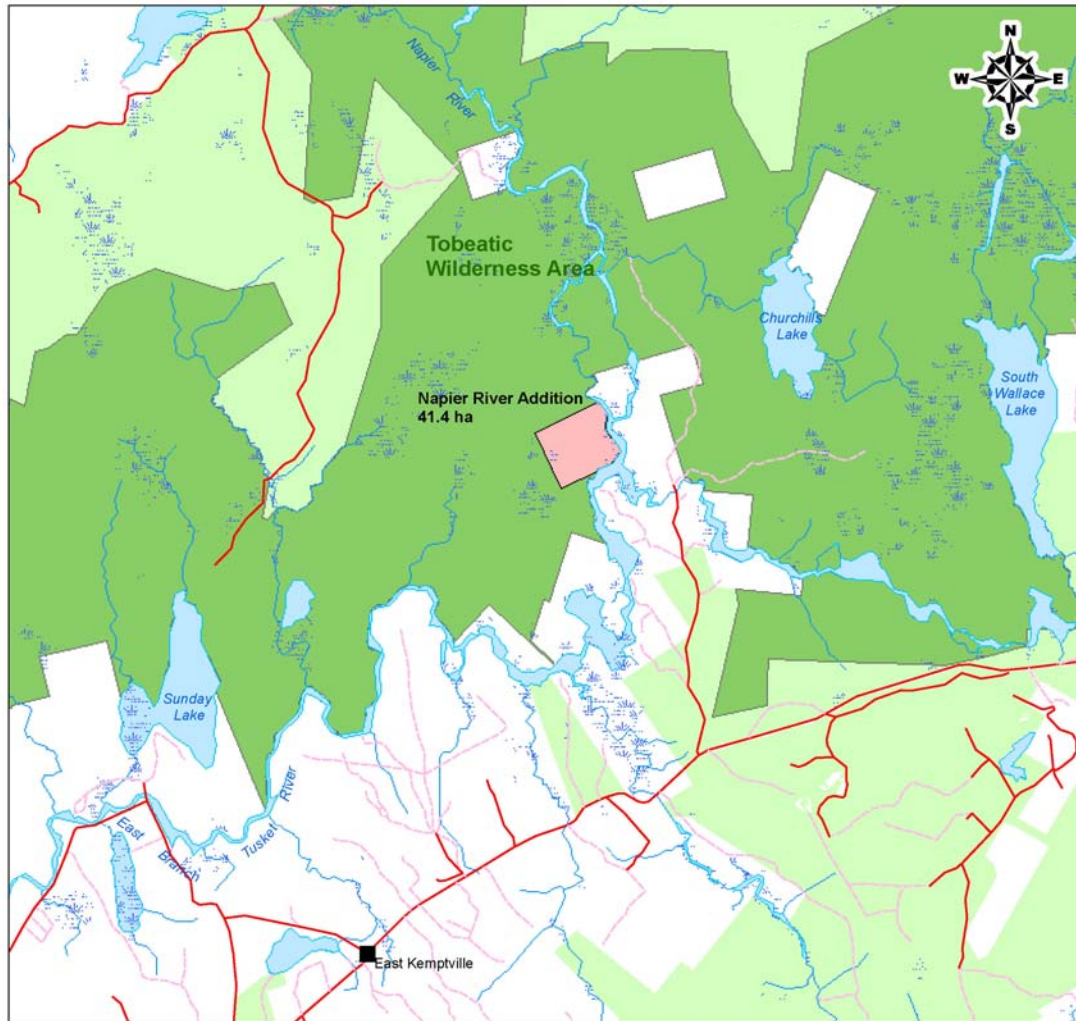 N
W
E
S
Napier
River
Tobeatic
Wilderness Area
Churchills
Lake
South
Wallace
Lake
Napier River Addition
41.4 ha
Sunday
Lake
East
Branch
Tusket
River
East Kemptville